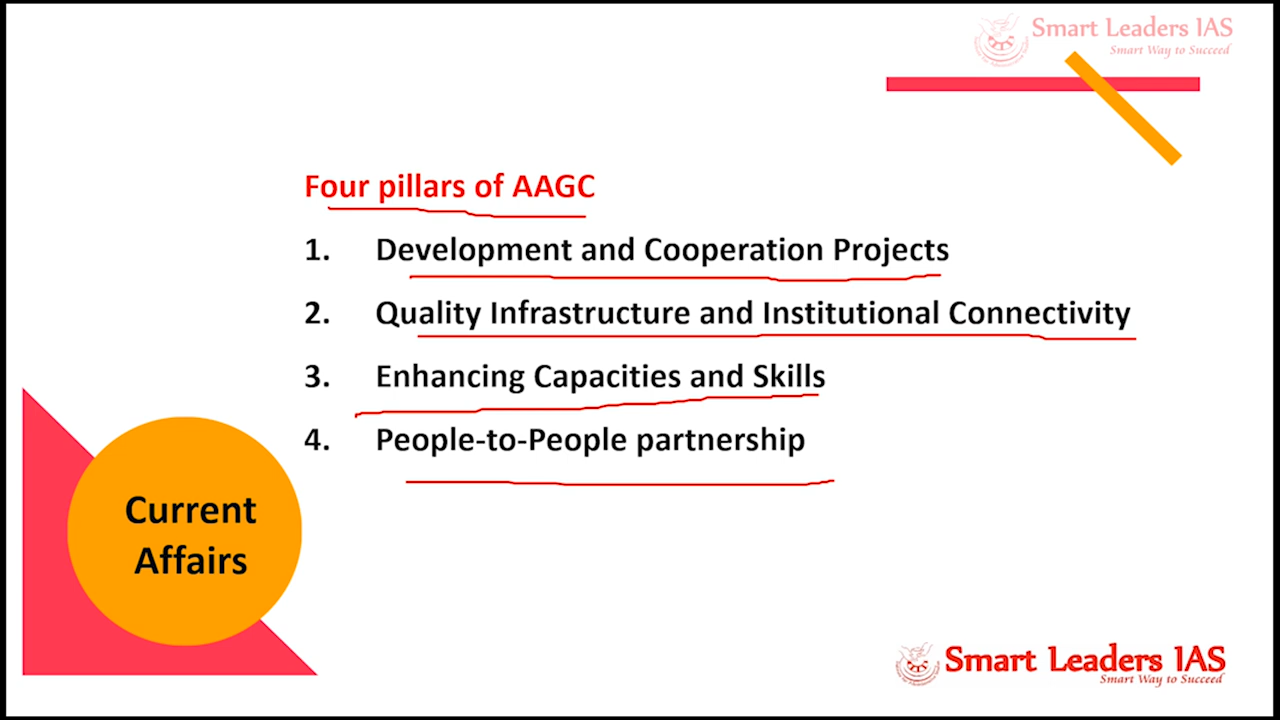 Smart Leaders IAS
Smart Way to Succeed
Four pillars of AAGC
1. Development and Cooperation Projects
2. Quality Infrastructure and Institutional Connectivity
3. Enhancing Capacities and Skills
4. People-to-People partnership
Current
Affairs
Smart Leaders IAS
Smart Way to Succeed